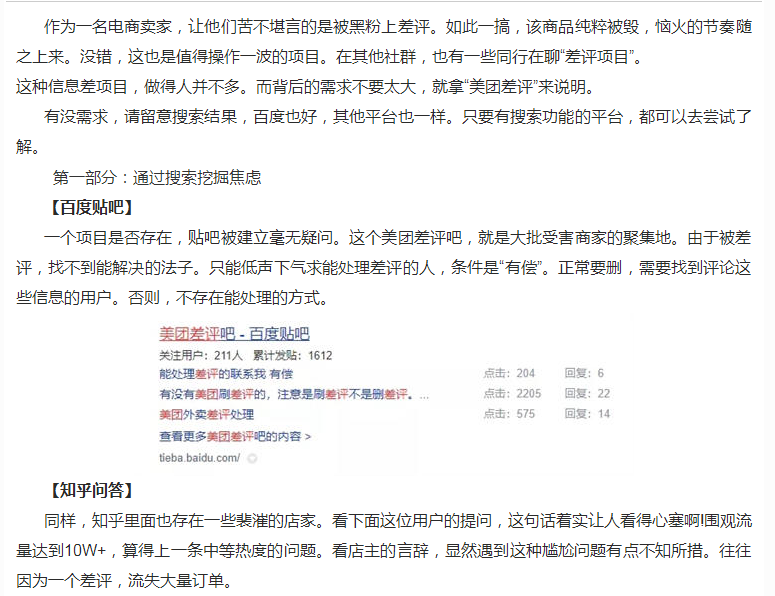 作为一名电商卖家，让他们苦不堪言的是被黑粉上差评。如此一搞，该商品纯粹被毁，恼火的节奏随
之上来。没错，这也是值得操作一波的项目。在其他社群，也有一些同行在聊“差评项目”。
这种信息差项目，做得人并不多。而背后的需求不要太大，就拿“美团差评”来说明。
有没需求，请留意搜索结果，百度也好，其他平台也一样。只要有搜索功能的平台，都可以去尝试了
解。
第一部分：通过搜索挖掘焦虑
【百度贴吧】
一个项目是否存在，贴吧被建立毫无疑问。这个美团差评吧，就是大批受害商家的聚集地。由于被差
评，找不到能解决的法子。只能低声下气求能处理差评的人，条件是“有偿”。正常要删，需要找到评论这
些信息的用户。否则，不存在能处理的方式。
美团差评吧 - 百度贴吧
关注用户：211人 累计发贴：1612
能处理差评的联系我 有偿 点击：204 回复：6
有没有美团刷差评的，注意是刷差评不是删差评。... 点击：2205 回复：22
美团外卖差评处理 点击：575 回复：14
查看更多美团差评吧的内容 >
tieba.baidu.com/
【知乎问答】
同样，知乎里面也存在一些裴漼的店家。看下面这位用户的提问，这句话着实让人看得心塞啊!围观流
量达到10W+，算得上一条中等热度的问题。看店主的言辞，显然遇到这种尴尬问题有点不知所措。往往
因为一个差评，流失大量订单。